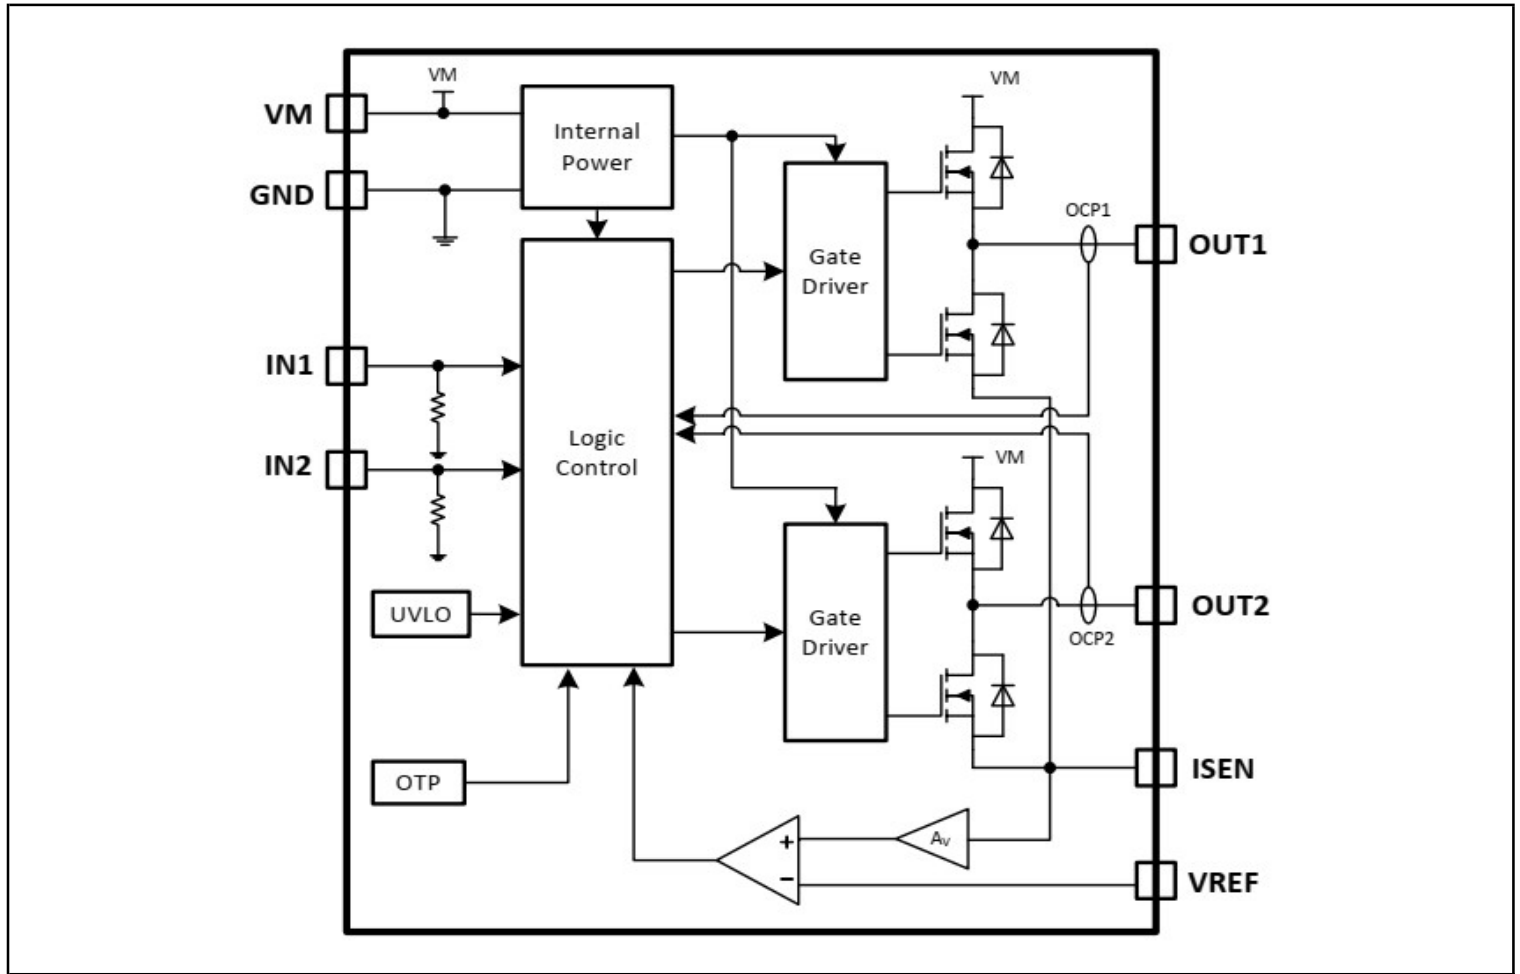 VM
VM
VM
Internal
Power
GND
OCP1
OUT1
Gate
Driver
IN1
Logic
Control
IN2
VM
UVLO
Gate
Driver
OUT2
OCP2
ISEN
OTP
+
Av
−
VREF